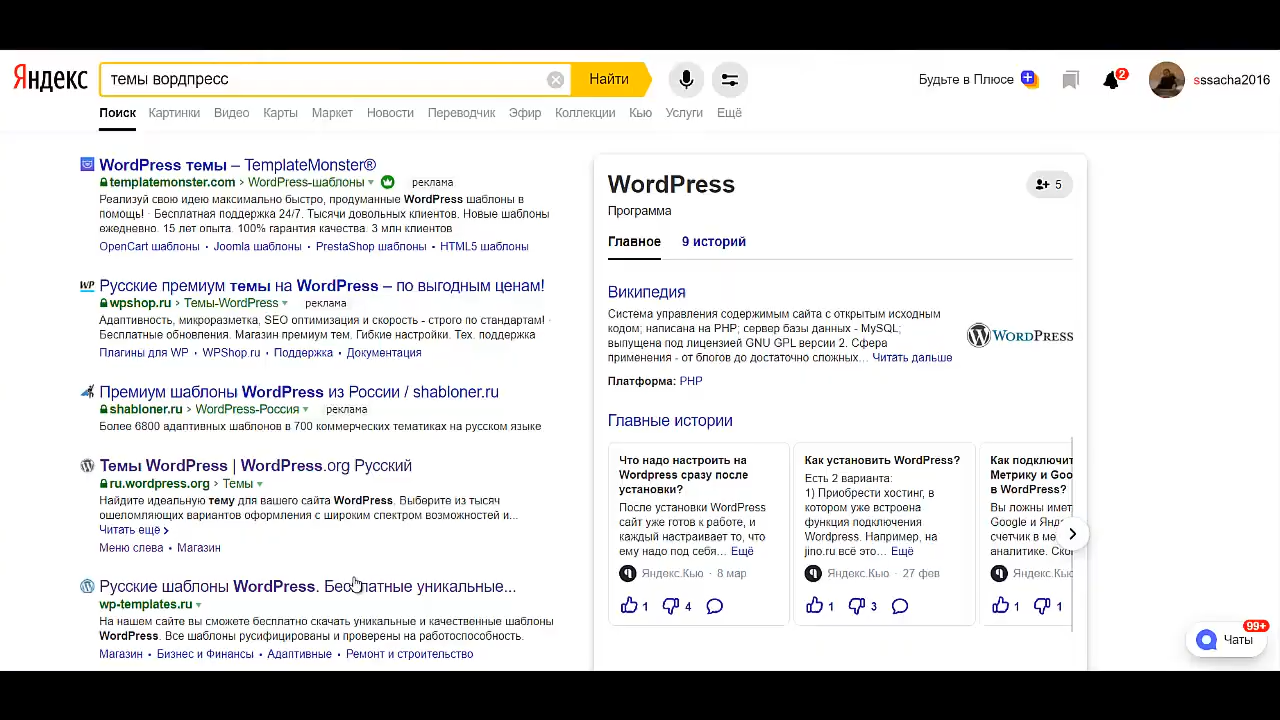 Яндекс
темы вордпресс
Найти
Будьте в Плюсе
2
sssacha2016
Поиск Картинки Видео Карты Маркет Новости Переводчик Эфир Коллекции Кью Услуги Ещё
WordPress темы – TemplateMonster®
templatemonster.com › WordPress-шаблоны реклама
Реализуй свою идею максимально быстро, продуманные WordPress шаблоны в
помощь! · Бесплатная поддержка 24/7. Тысячи довольных клиентов. Новые шаблоны
ежедневно. 15 лет опыта. 100% гарантия качества. 3 млн клиентов
OpenCart шаблоны · Joomla шаблоны · PrestaShop шаблоны · HTML5 шаблоны
WP Русские премиум темы на WordPress – по выгодным ценам!
wpshop.ru › Темы-WordPress реклама
Адаптивность, микроразметка, SEO оптимизация и скорость - строго по стандартам! ·
Бесплатные обновления. Магазин премиум тем. Гибкие настройки. Тех. поддержка
Плагины для WP · WPShop.ru · Поддержка · Документация
Премиум шаблоны WordPress из России / shabloner.ru
shabloner.ru › WordPress-Россия реклама
Более 6800 адаптивных шаблонов в 700 коммерческих тематиках на русском языке
Темы WordPress | WordPress.org Русский
ru.wordpress.org › Темы
Найдите идеальную тему для вашего сайта WordPress. Выберите из тысяч
ошеломляющих вариантов оформления с широким спектром возможностей и...
Читать ещё ›
Меню слева · Магазин
Русские шаблоны WordPress. Бесплатные уникальные...
wp-templates.ru
На нашем сайте вы сможете бесплатно скачать уникальные и качественные шаблоны
WordPress. Все шаблоны русифицированы и проверены на работоспособность.
Магазин · Бизнес и Финансы · Адаптивные · Ремонт и строительство
WordPress
5
Программа
Главное 9 историй
Википедия
Система управления содержимым сайта с открытым исходным
кодом; написана на PHP; сервер базы данных - MySQL;
выпущена под лицензией GNU GPL версии 2. Сфера
применения - от блогов до достаточно сложных... Читать дальше
WORDPRESS
Платформа: PHP
Главные истории
Что надо настроить на
Wordpress сразу после
установки?
После установки WordPress
сайт уже готов к работе, и
каждый настраивает то, что
ему надо под себя... Ещё
Яндекс.Кью · 8 мар
1 4
Как установить WordPress?
Есть 2 варианта:
1) Приобрести хостинг, в
котором уже встроена
функция подключения
Wordpress. Например, на
jino.ru всё это... Ещё
Яндекс.Кью · 27 фев
1 3
Как подключит
Метрику и Goo
в WordPress?
Вы ложны имет
Google и Янд
счетчик в ме
аналитике. Ско
Яндекс.Кью
1 1
99+
Чаты